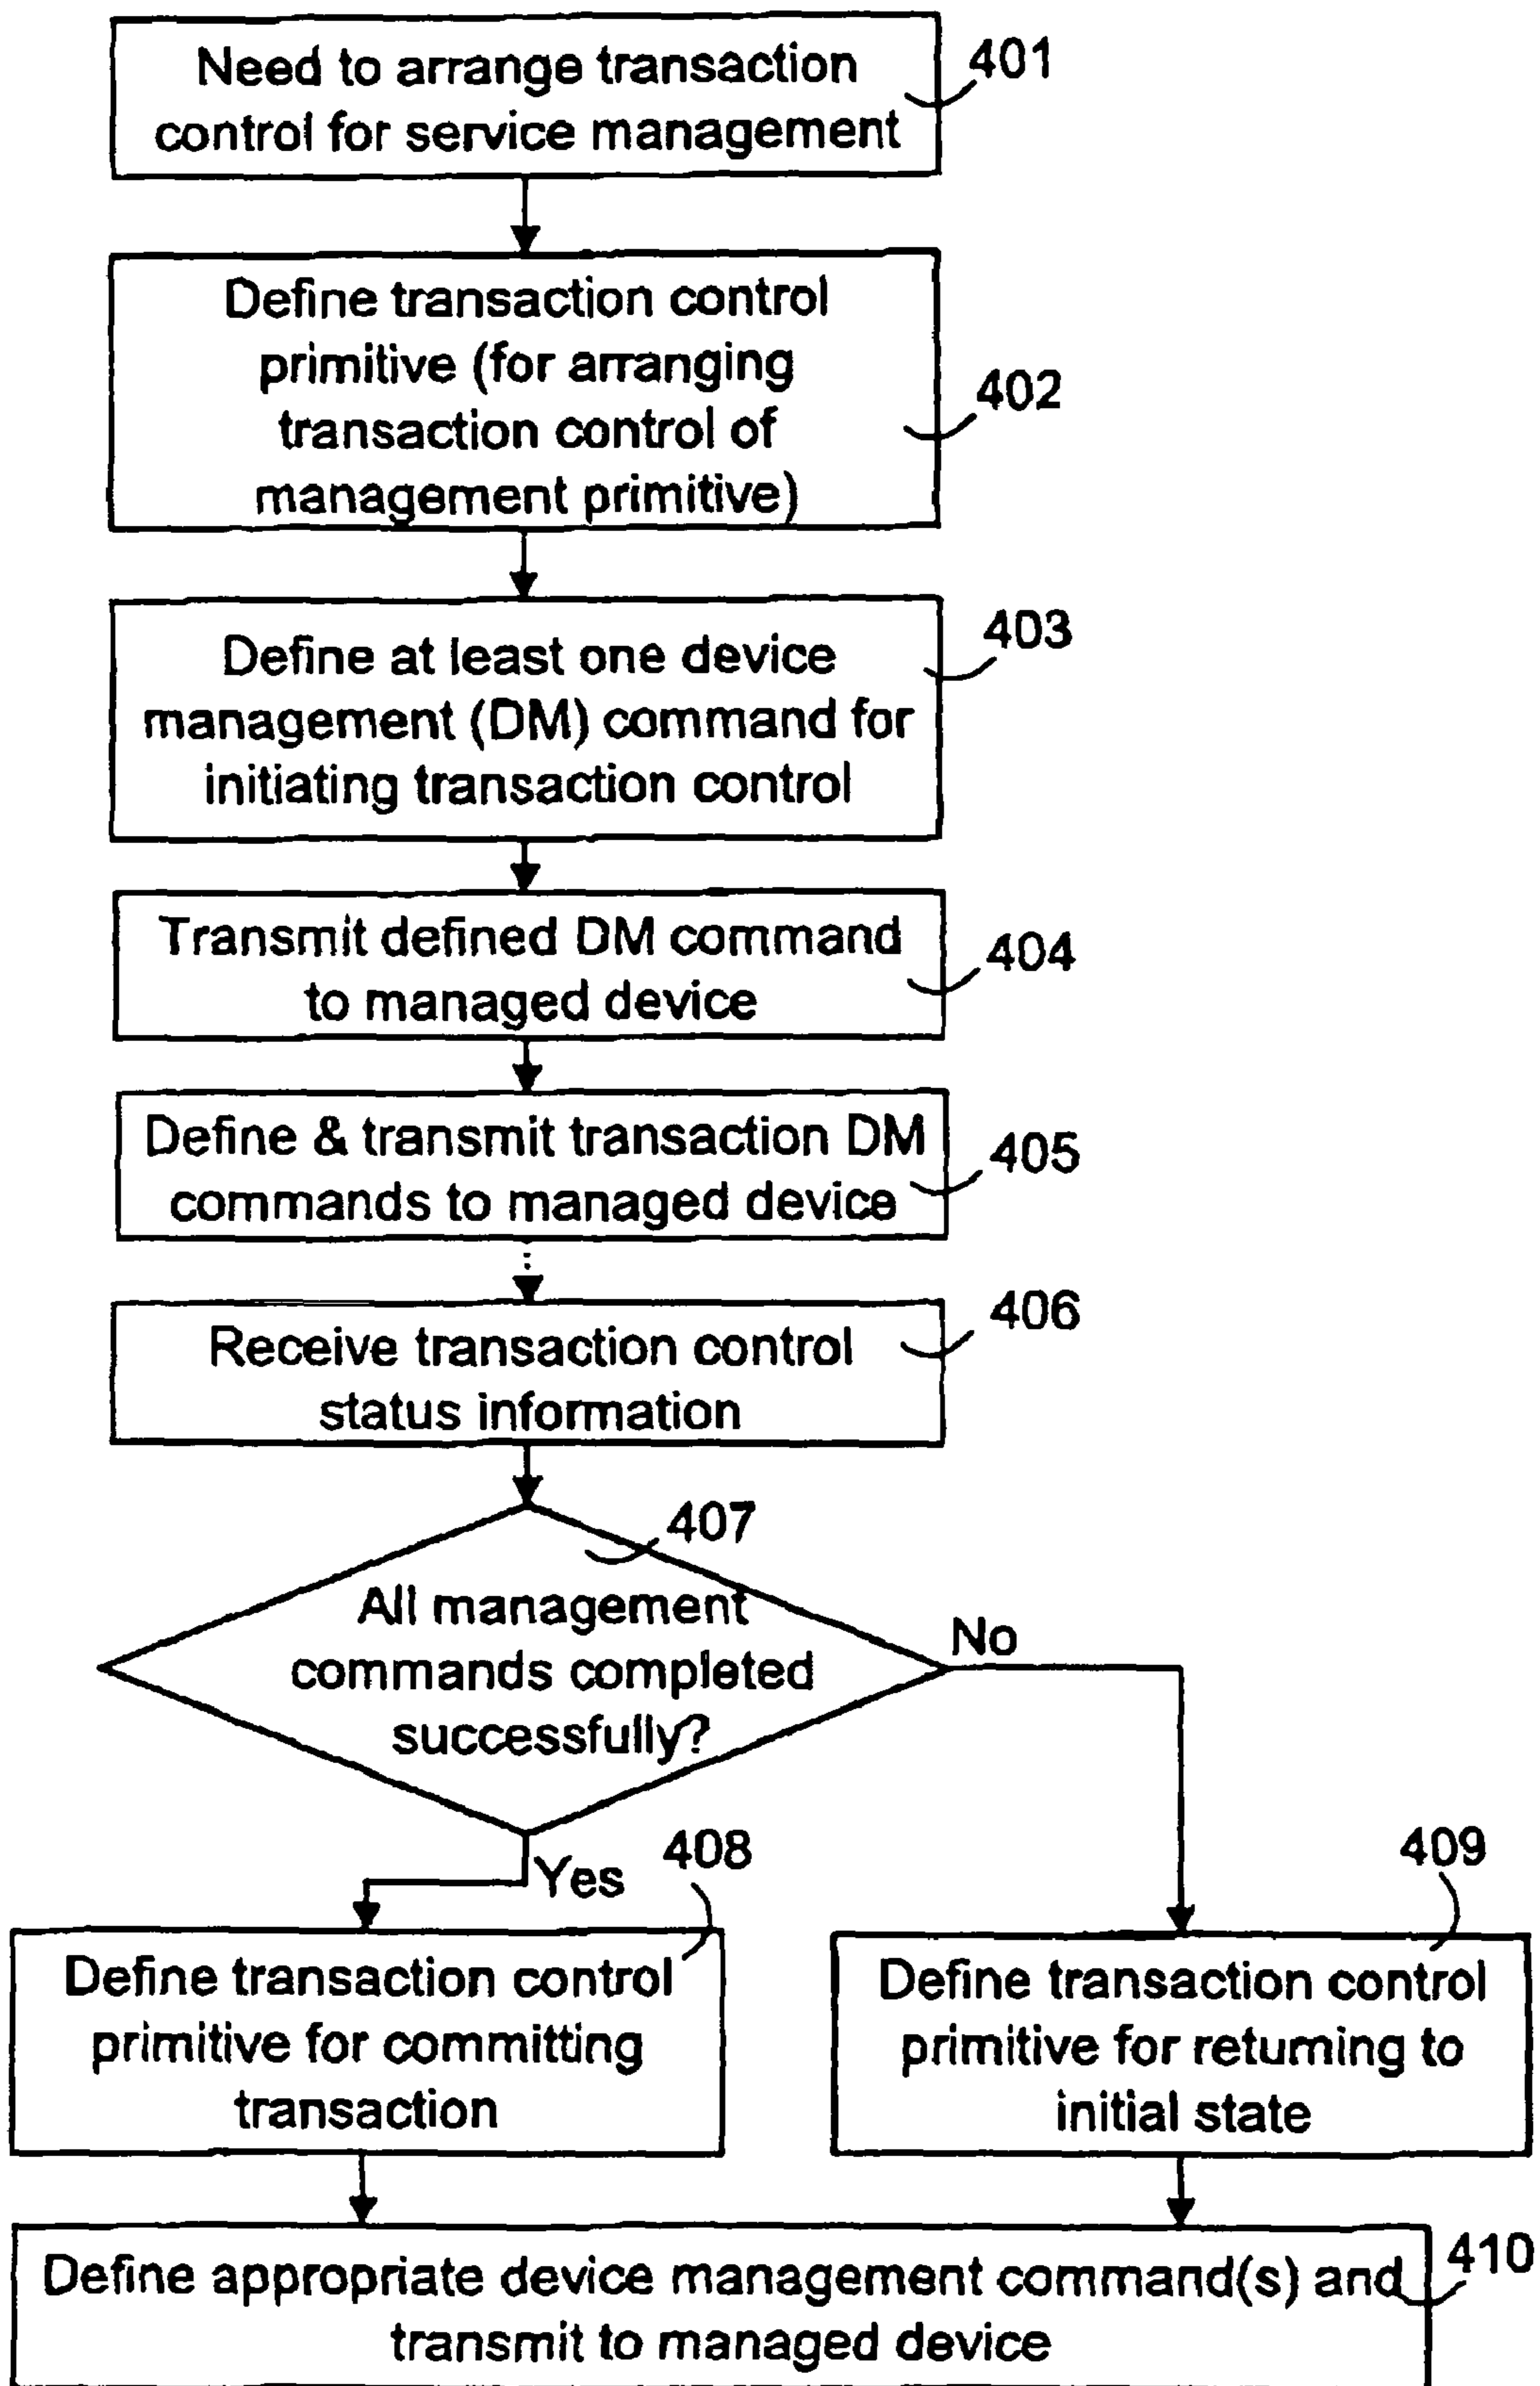 Need to arrange transaction
control for service management
401
Define transaction control
primitive (for arranging
transaction control of
management primitive)
402
Define at least one device
management (DM) command for
initiating transaction control
403
Transmit defined DM command
to managed device
404
Define & transmit transaction DM
commands to managed device
405
Receive transaction control
status information
406
407
All management
commands completed
successfully?
No
Yes
408
409
Define transaction control
primitive for committing
transaction
Define transaction control
primitive for returning to
initial state
Define appropriate device management command(s) and
transmit to managed device
410